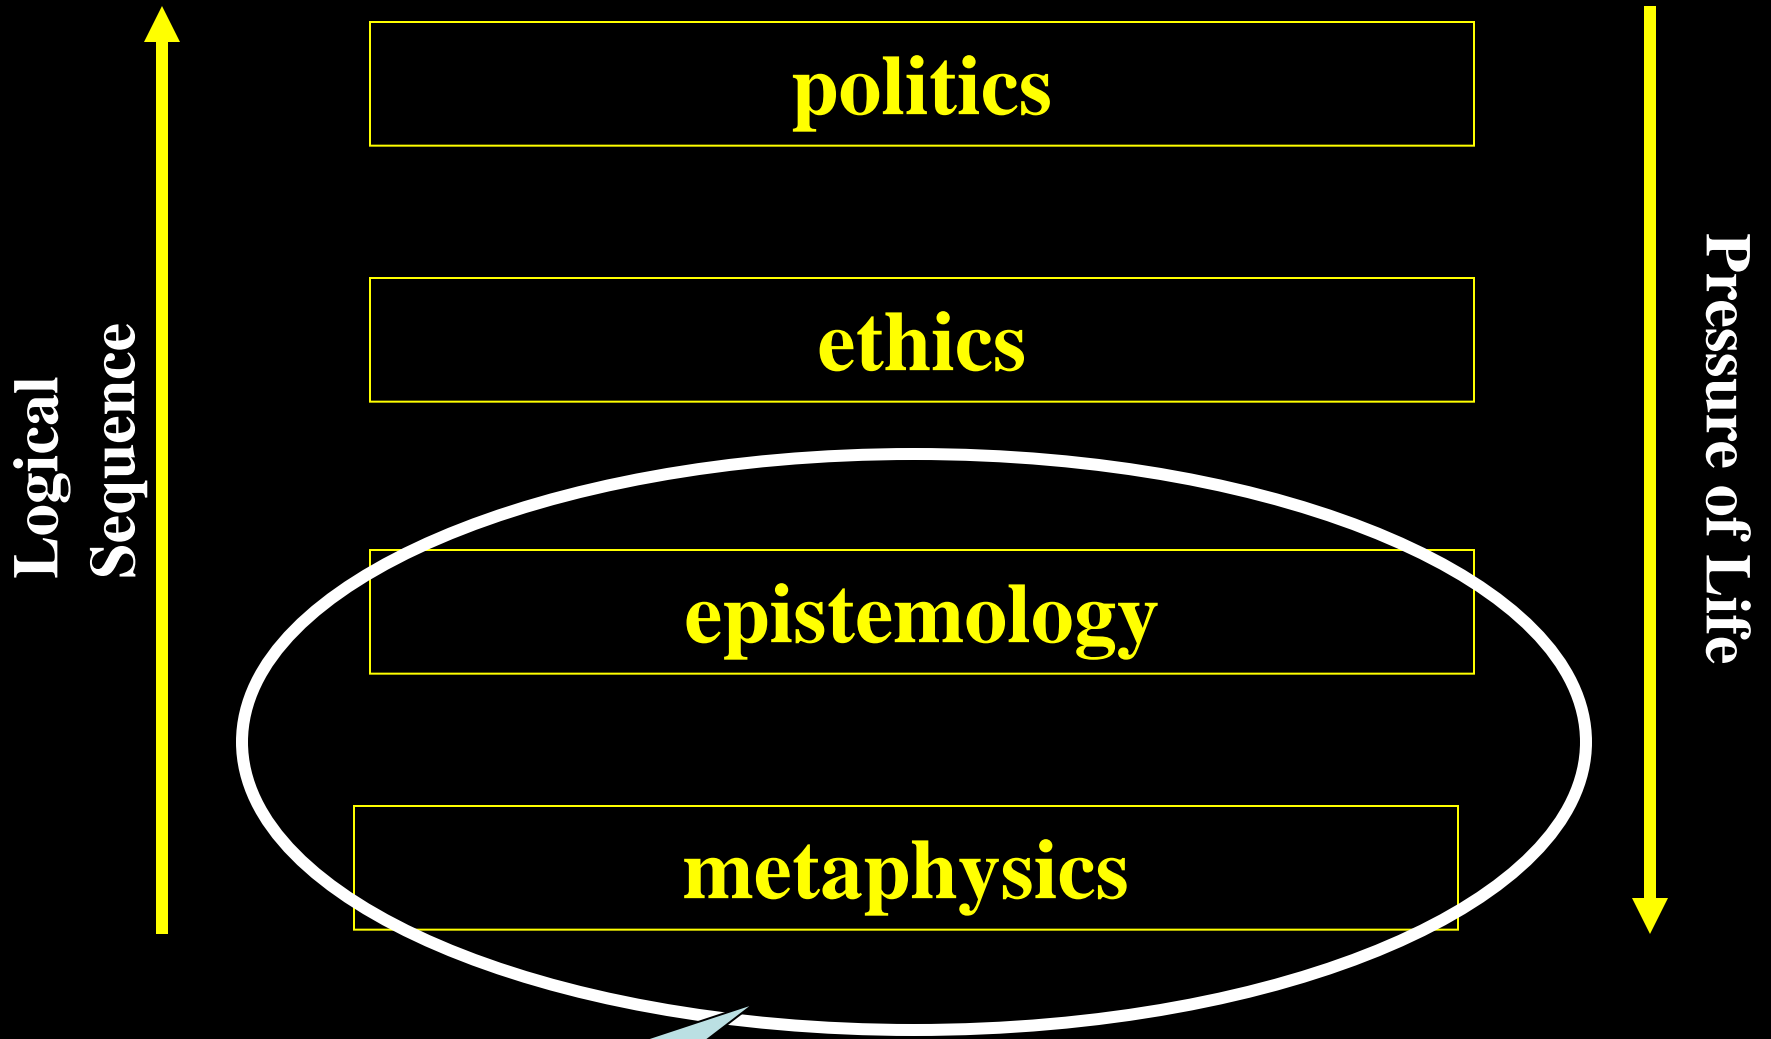 politics
ethics
epistemology
metaphysics
Logical
Sequence
Pressure of Life